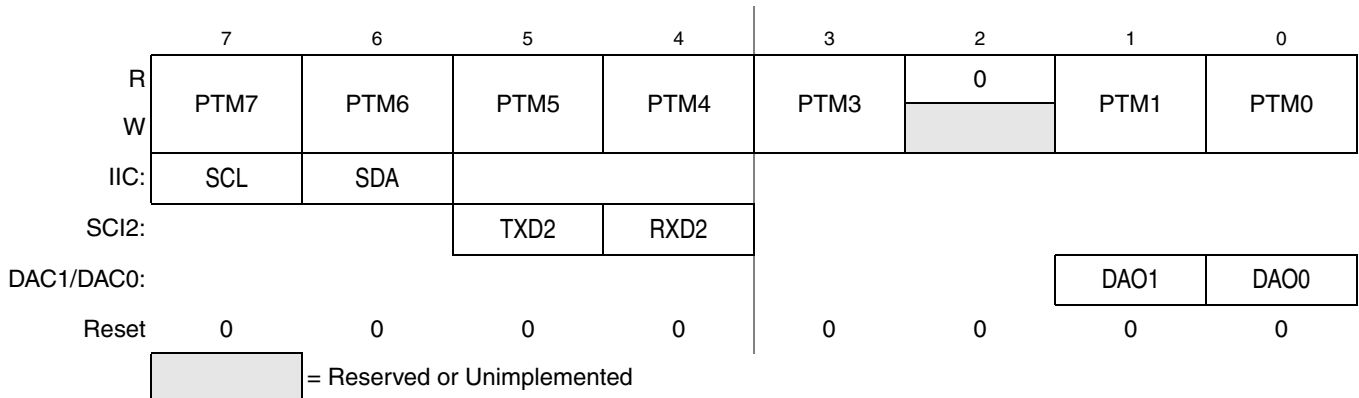 7 6 5 4 3 2 1 0
R PTM7 PTM6 PTM5 PTM4 PTM3 0 PTM1 PTM0
W
IIC: SCL SDA
SCI2: TXD2 RXD2
DAC1/DAC0: DAO1 DAO0
Reset 0 0 0 0 0 0 0 0
= Reserved or Unimplemented